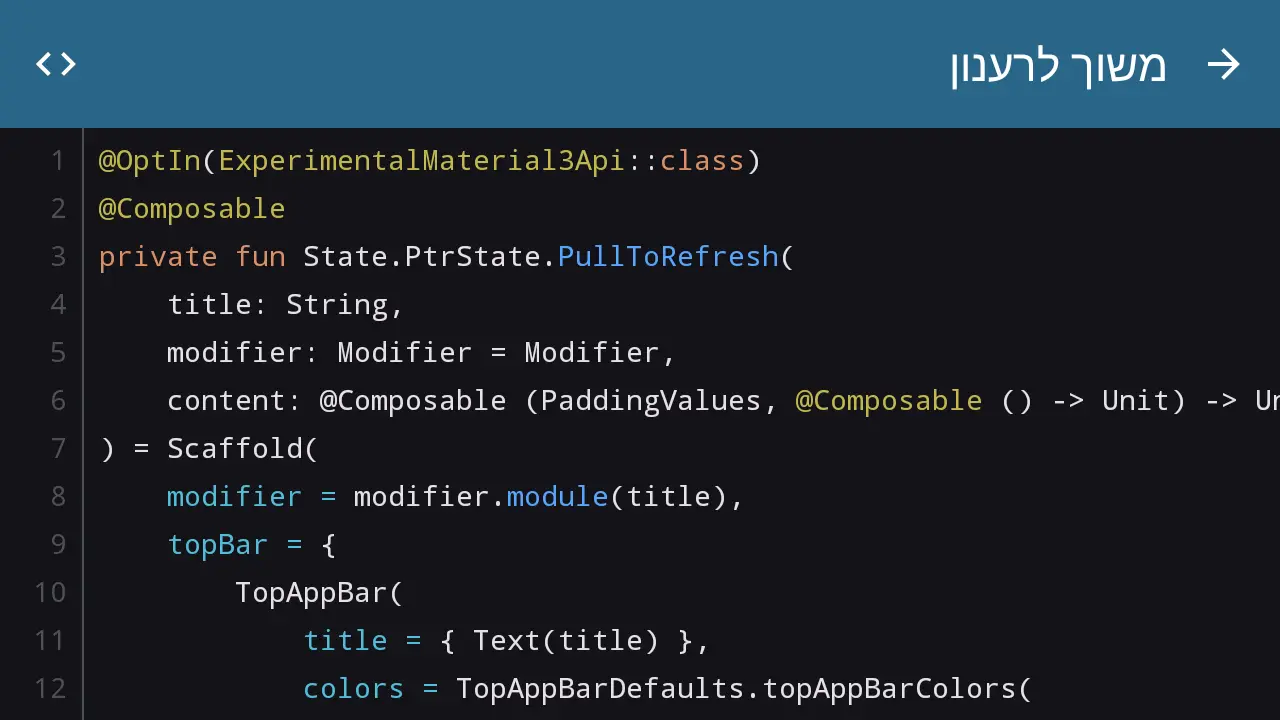 משוך לרענון
1 @OptIn(ExperimentalMaterial3Api::class)
2 @Composable
3 private fun State.PtrState.PullToRefresh(
4     title: String,
5     modifier: Modifier = Modifier,
6     content: @Composable (PaddingValues, @Composable () -> Unit) -> Un
7 ) = Scaffold(
8     modifier = modifier.module(title),
9     topBar = {
10         TopAppBar(
11             title = { Text(title) },
12             colors = TopAppBarDefaults.topAppBarColors(